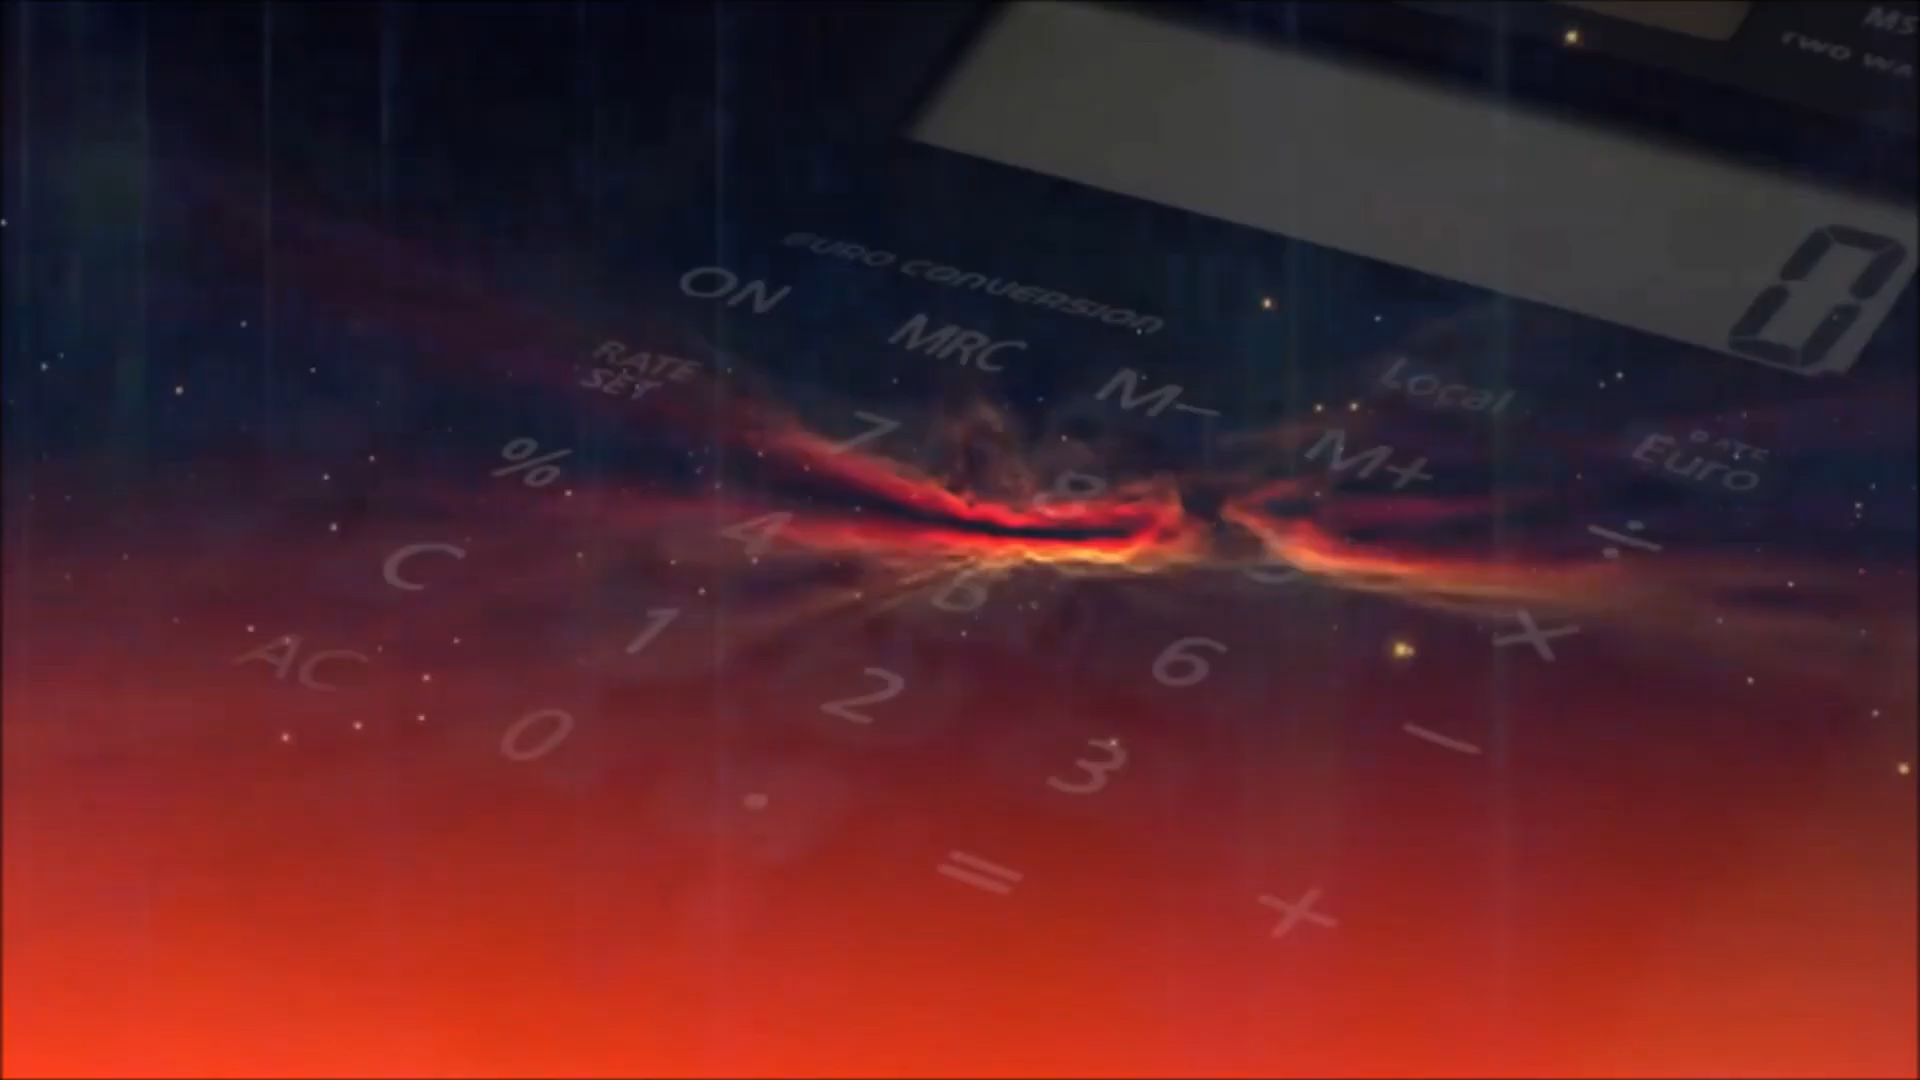 MS
TWO WA
0
EURO CONVERSION
ON
MRC
M−
Local
RATE
SET
M+
RATE
Euro
%
7
8
÷
C
4
5
×
AC
1
6
6
2
−
0
3
.
=
+